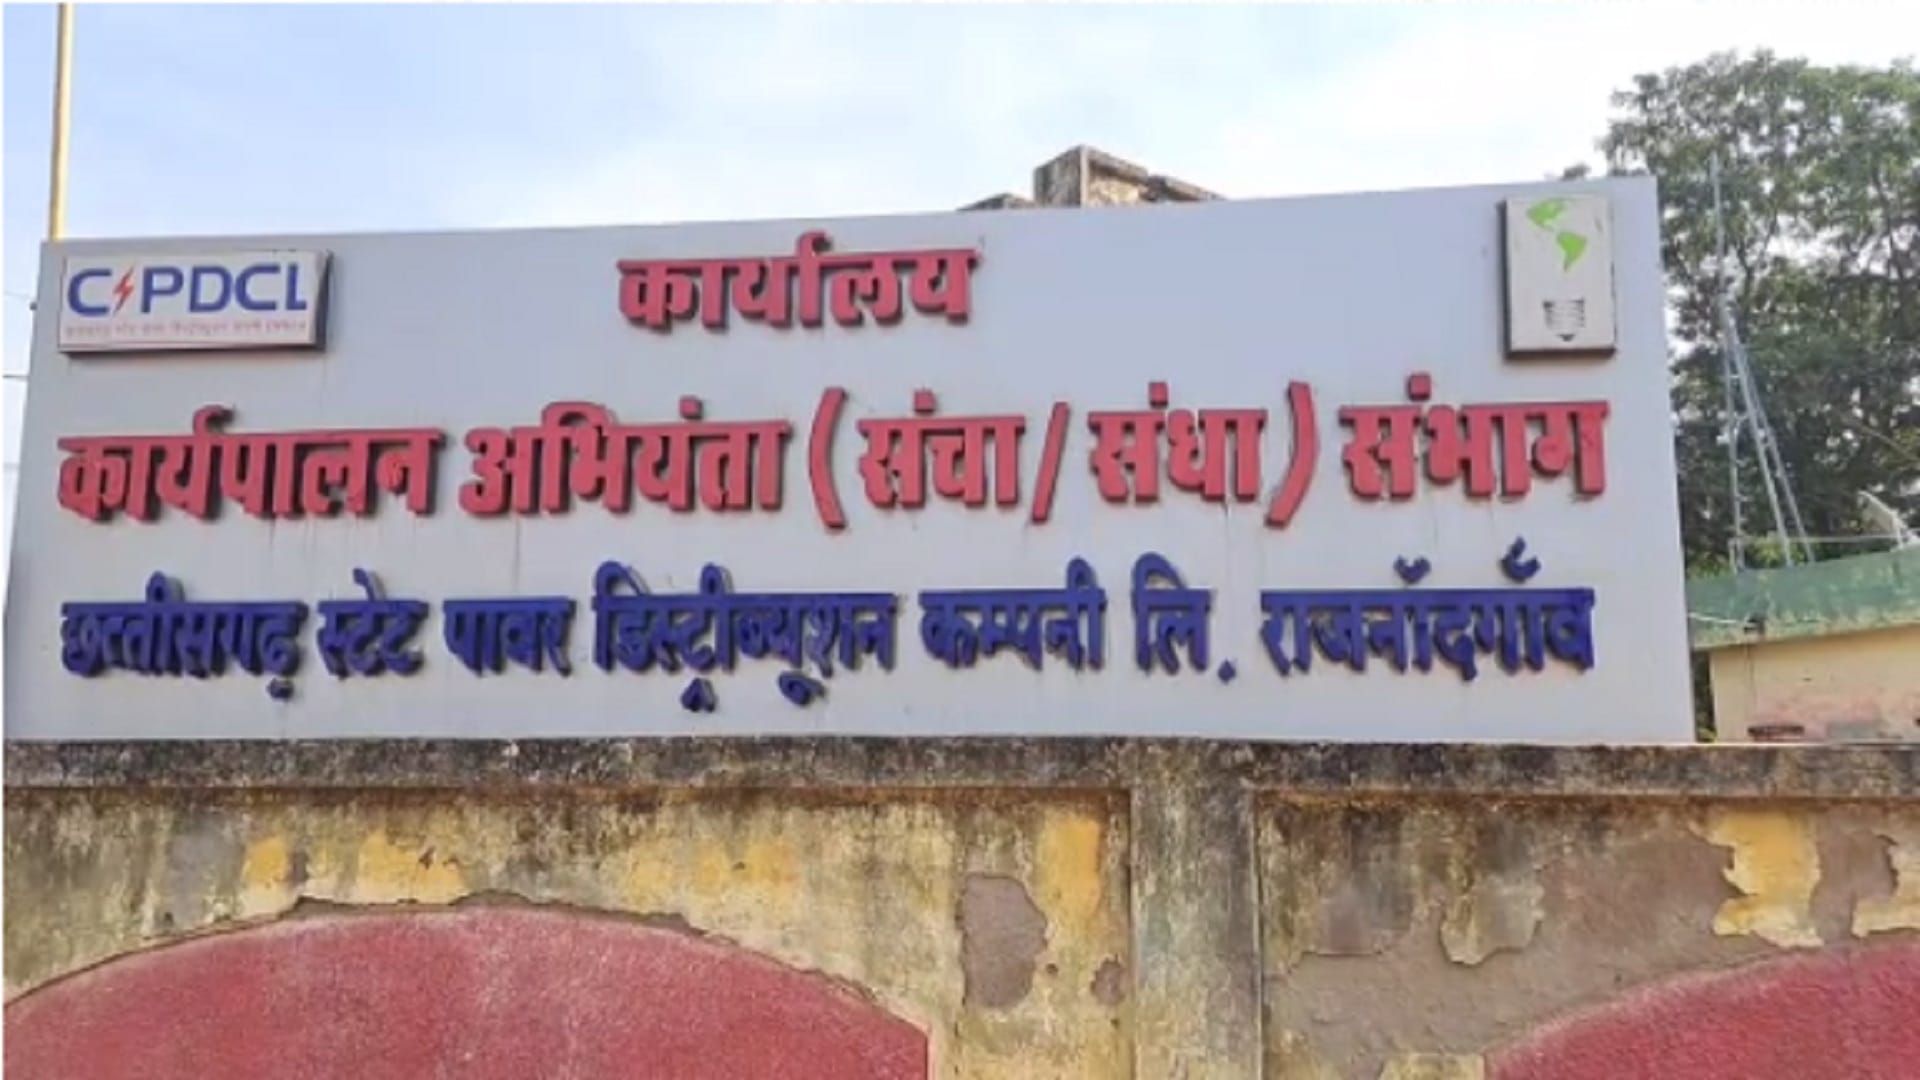 CSPDCL
कार्यालय
कार्यपालन अभियंता (संचा/संधा) संभाग
छत्तीसगढ़ स्टेट पावर डिस्ट्रीब्यूशन कम्पनी लि. राजनॉदगॉव